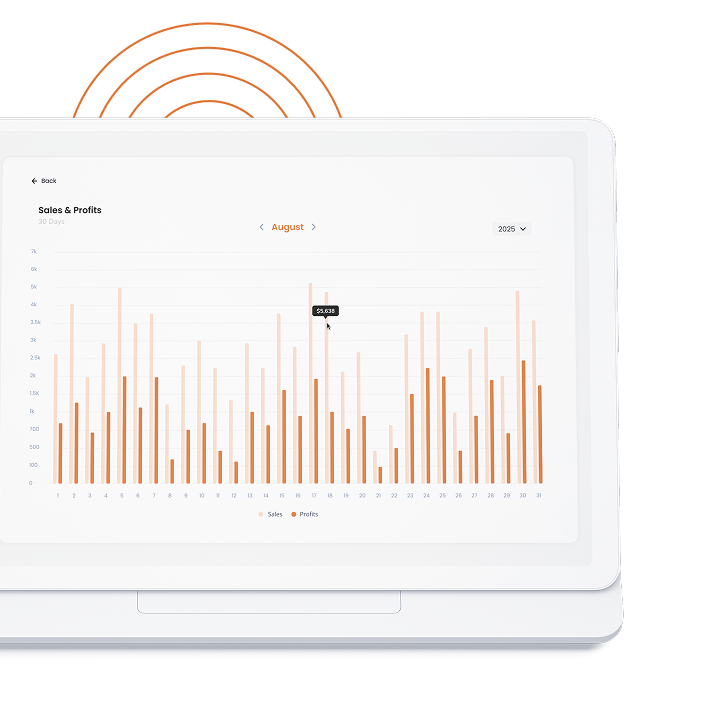 ← Back
Sales & Profits
30 Days
< August >
2025
7k
6k
5k
4k
3.5k
3k
2.5k
2k
1.5K
1k
700
500
100
0
1 2 3 4 5 6 7 8 9 10 11 12 13 14 15 16 17 18 19 20 21 22 23 24 25 26 27 28 29 30 31
$5,638
Sales Profits